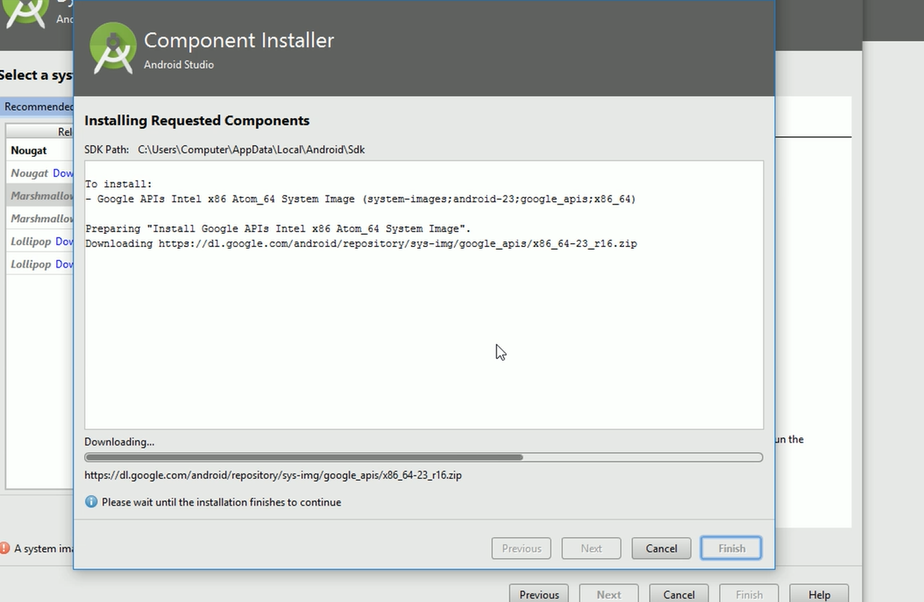 Component Installer
Android Studio
Select a sys
Recommended
Rel
Nougat
Nougat Dow
Marshmallow
Marshmallow
Lollipop Dow
Lollipop Dow
Installing Requested Components
SDK Path: C:\Users\Computer\AppData\Local\Android\Sdk
To install:
- Google APIs Intel x86 Atom_64 System Image (system-images;android-23;google_apis;x86_64)
Preparing "Install Google APIs Intel x86 Atom_64 System Image".
Downloading https://dl.google.com/android/repository/sys-img/google_apis/x86_64-23_r16.zip
un the
Downloading...
https://dl.google.com/android/repository/sys-img/google_apis/x86_64-23_r16.zip
Please wait until the installation finishes to continue
A system ima
Previous Next Cancel Finish
Previous Next Cancel Finish Help